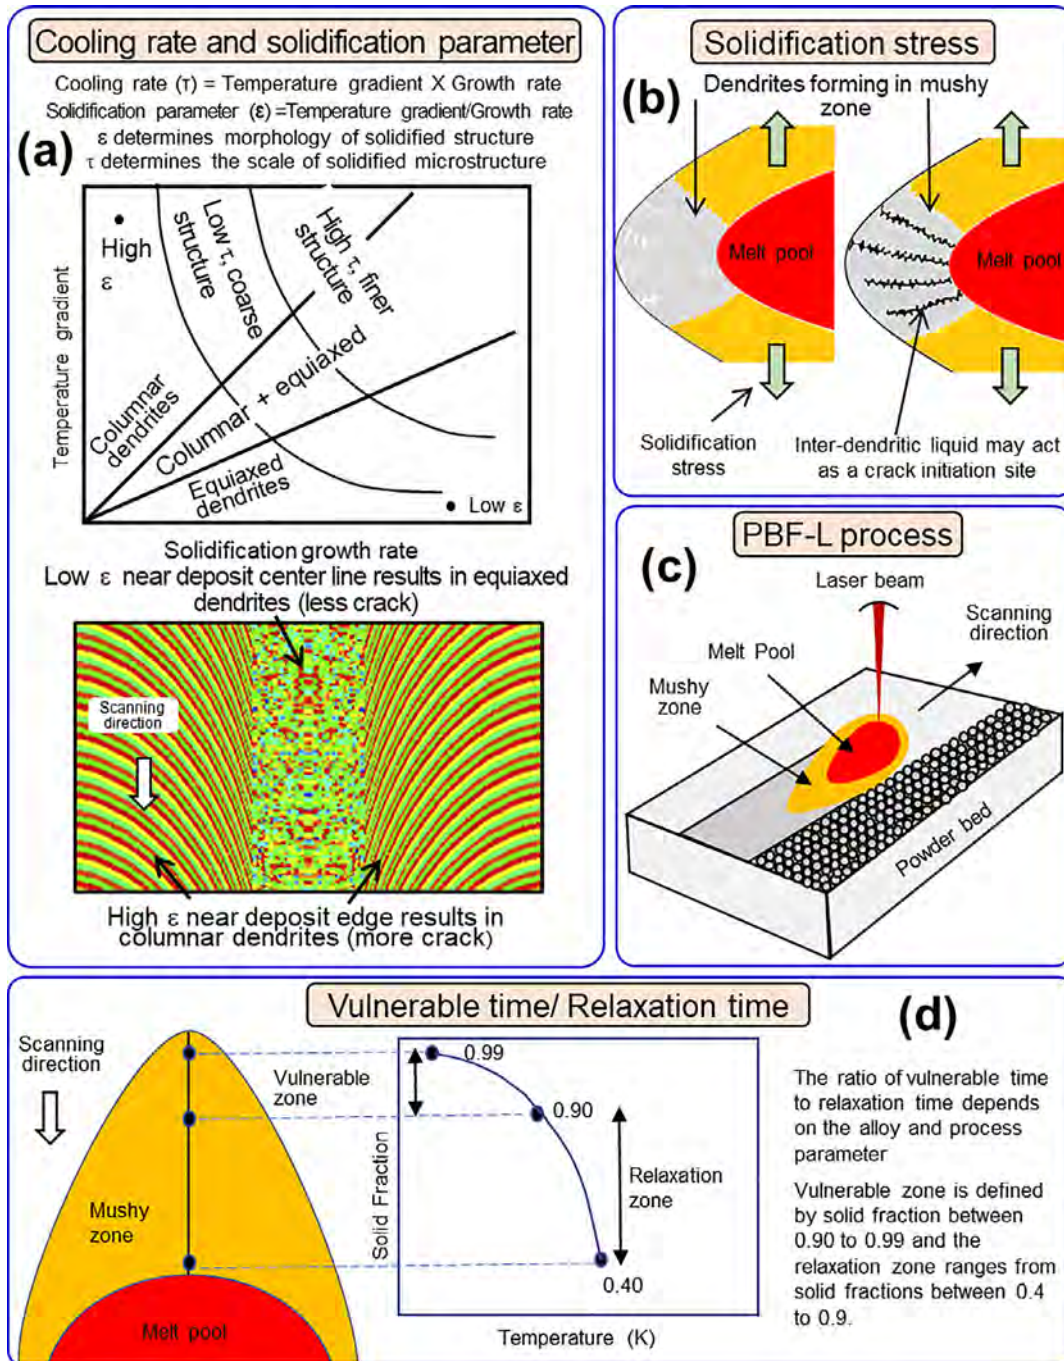 Cooling rate and solidification parameter
Cooling rate (τ) = Temperature gradient X Growth rate
Solidification parameter (ε) =Temperature gradient/Growth rate
ε determines morphology of solidified structure
τ determines the scale of solidified microstructure
(a)
Temperature gradient
High
ε
Low τ, coarse
structure
High τ, finer
structure
Columnar
dendrites
Columnar + equiaxed
Equiaxed
dendrites
Low ε
Solidification growth rate
Low ε near deposit center line results in equiaxed
dendrites (less crack)
Scanning
direction
High ε near deposit edge results in
columnar dendrites (more crack)
Solidification stress
(b)
Dendrites forming in mushy
zone
Melt pool
Melt pool
Solidification
stress
Inter-dendritic liquid may act
as a crack initiation site
PBF-L process
(c)
Laser beam
Scanning
direction
Melt Pool
Mushy
zone
Powder bed
Vulnerable time/ Relaxation time
(d)
Scanning
direction
Mushy
zone
Melt pool
Vulnerable
zone
Solid Fraction
0.99
0.90
Relaxation
zone
0.40
Temperature (K)
The ratio of vulnerable time
to relaxation time depends
on the alloy and process
parameter
Vulnerable zone is defined
by solid fraction between
0.90 to 0.99 and the
relaxation zone ranges from
solid fractions between 0.4
to 0.9.